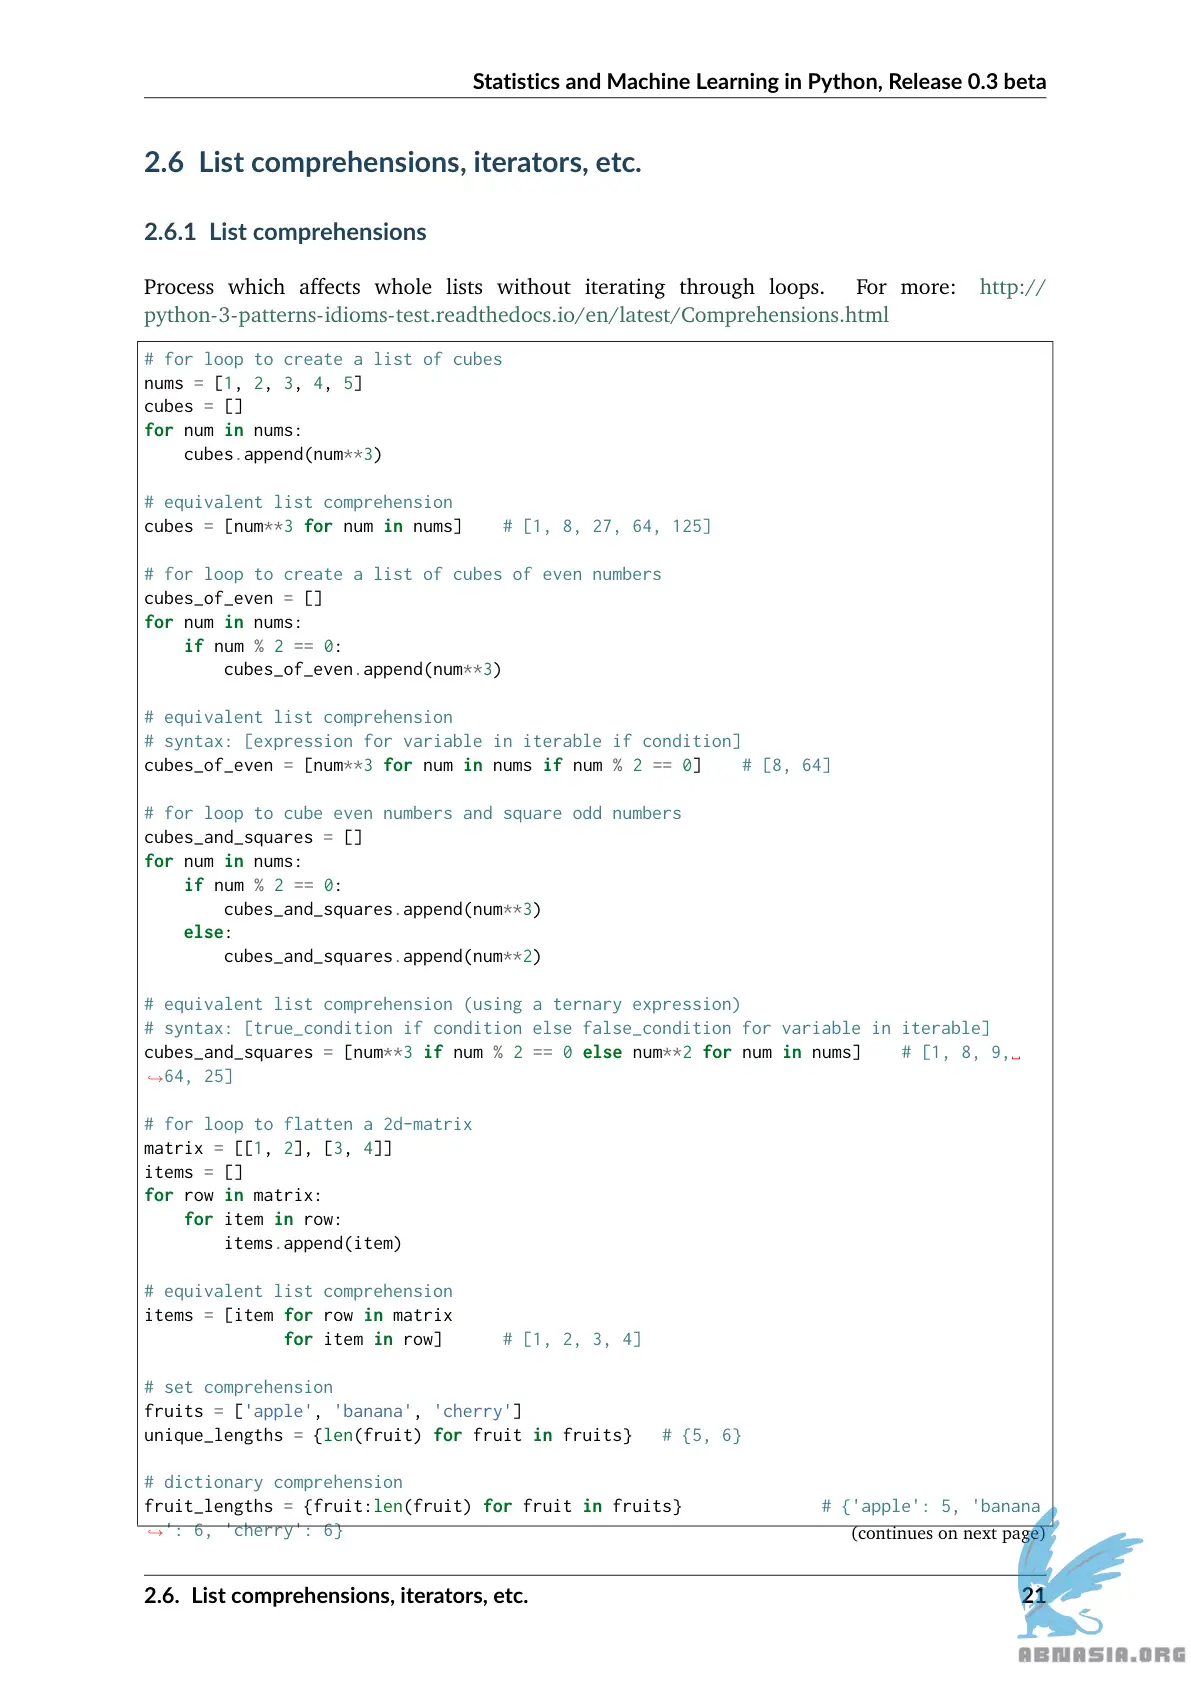 Statistics and Machine Learning in Python, Release 0.3 beta
2.6 List comprehensions, iterators, etc.
2.6.1 List comprehensions
Process which affects whole lists without iterating through loops. For more: http://
python-3-patterns-idioms-test.readthedocs.io/en/latest/Comprehensions.html
# for loop to create a list of cubes
nums = [1, 2, 3, 4, 5]
cubes = []
for num in nums:
    cubes.append(num**3)

# equivalent list comprehension
cubes = [num**3 for num in nums]    # [1, 8, 27, 64, 125]

# for loop to create a list of cubes of even numbers
cubes_of_even = []
for num in nums:
    if num % 2 == 0:
        cubes_of_even.append(num**3)

# equivalent list comprehension
# syntax: [expression for variable in iterable if condition]
cubes_of_even = [num**3 for num in nums if num % 2 == 0]    # [8, 64]

# for loop to cube even numbers and square odd numbers
cubes_and_squares = []
for num in nums:
    if num % 2 == 0:
        cubes_and_squares.append(num**3)
    else:
        cubes_and_squares.append(num**2)

# equivalent list comprehension (using a ternary expression)
# syntax: [true_condition if condition else false_condition for variable in iterable]
cubes_and_squares = [num**3 if num % 2 == 0 else num**2 for num in nums]    # [1, 8, 9,␣
↪64, 25]

# for loop to flatten a 2d-matrix
matrix = [[1, 2], [3, 4]]
items = []
for row in matrix:
    for item in row:
        items.append(item)

# equivalent list comprehension
items = [item for row in matrix
              for item in row]      # [1, 2, 3, 4]

# set comprehension
fruits = ['apple', 'banana', 'cherry']
unique_lengths = {len(fruit) for fruit in fruits}   # {5, 6}

# dictionary comprehension
fruit_lengths = {fruit:len(fruit) for fruit in fruits}              # {'apple': 5, 'banana
↪': 6, 'cherry': 6}
(continues on next page)
2.6. List comprehensions, iterators, etc. 21
ABNASIA.ORG